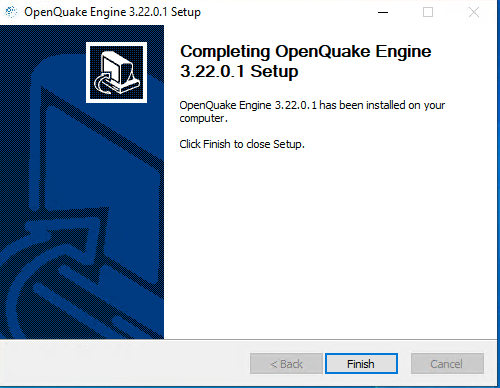 OpenQuake Engine 3.22.0.1 Setup
Completing OpenQuake Engine
3.22.0.1 Setup
OpenQuake Engine 3.22.0.1 has been installed on your
computer.
Click Finish to close Setup.
< Back
Finish
Cancel